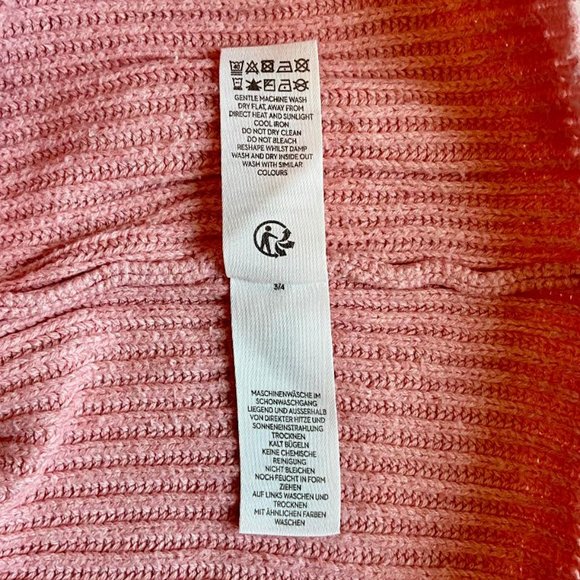 GENTLE MACHINE WASH
DRY FLAT, AWAY FROM
DIRECT HEAT AND SUNLIGHT
COOL IRON
DO NOT DRY CLEAN
DO NOT BLEACH
RESHAPE WHILST DAMP
WASH AND DRY INSIDE OUT
WASH WITH SIMILAR
COLOURS
3/4
MASCHINENWÄSCHE IM
SCHONWASCHGANG
LIEGEND UND AUSSERHALB
VON DIREKTER HITZE UND
SONNENEINSTRAHLUNG
TROCKNEN
KALT BÜGELN
KEINE CHEMISCHE
REINIGUNG
NICHT BLEICHEN
NOCH FEUCHT IN FORM
ZIEHEN
AUF LINKS WASCHEN UND
TROCKNEN
MIT ÄHNLICHEN FARBEN
WASCHEN